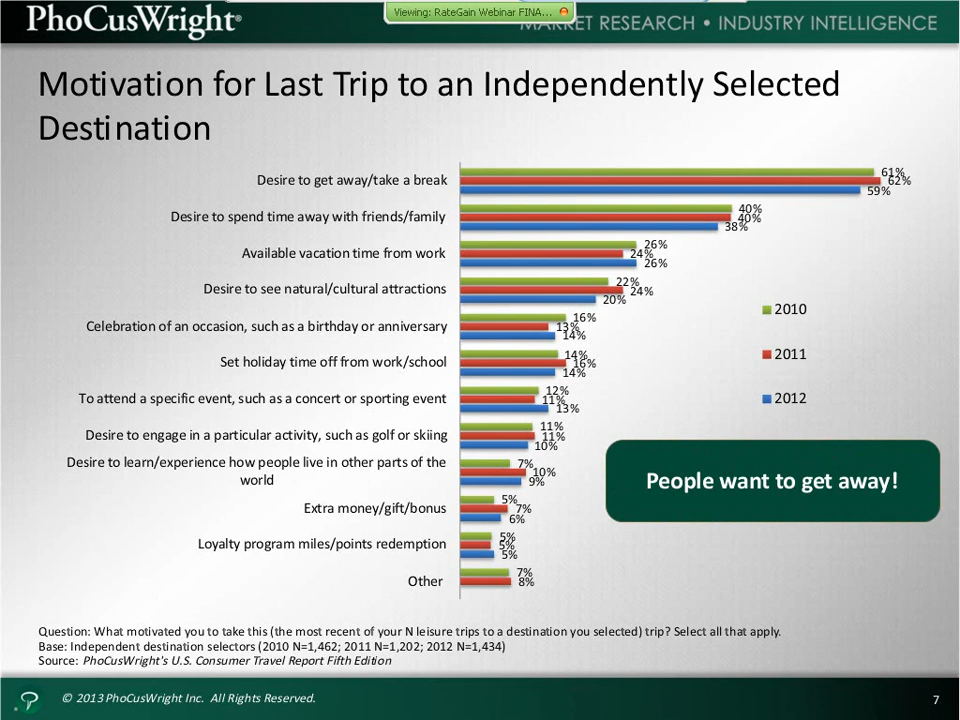 Viewing: RateGain Webinar FINA...
PhoCusWright®
MARKET RESEARCH • INDUSTRY INTELLIGENCE
Motivation for Last Trip to an Independently Selected
Destination
Desire to get away/take a break
61%
62%
59%
Desire to spend time away with friends/family
40%
40%
38%
Available vacation time from work
26%
24%
26%
Desire to see natural/cultural attractions
22%
24%
20%
Celebration of an occasion, such as a birthday or anniversary
16%
13%
14%
Set holiday time off from work/school
14%
16%
14%
To attend a specific event, such as a concert or sporting event
12%
11%
13%
Desire to engage in a particular activity, such as golf or skiing
11%
11%
10%
Desire to learn/experience how people live in other parts of the
world
7%
10%
9%
Extra money/gift/bonus
5%
7%
6%
Loyalty program miles/points redemption
5%
5%
5%
Other
7%
8%
2010
2011
2012
People want to get away!
Question: What motivated you to take this (the most recent of your N leisure trips to a destination you selected) trip? Select all that apply.
Base: Independent destination selectors (2010 N=1,462; 2011 N=1,202; 2012 N=1,434)
Source: PhoCusWright's U.S. Consumer Travel Report Fifth Edition
© 2013 PhoCusWright Inc. All Rights Reserved.
7